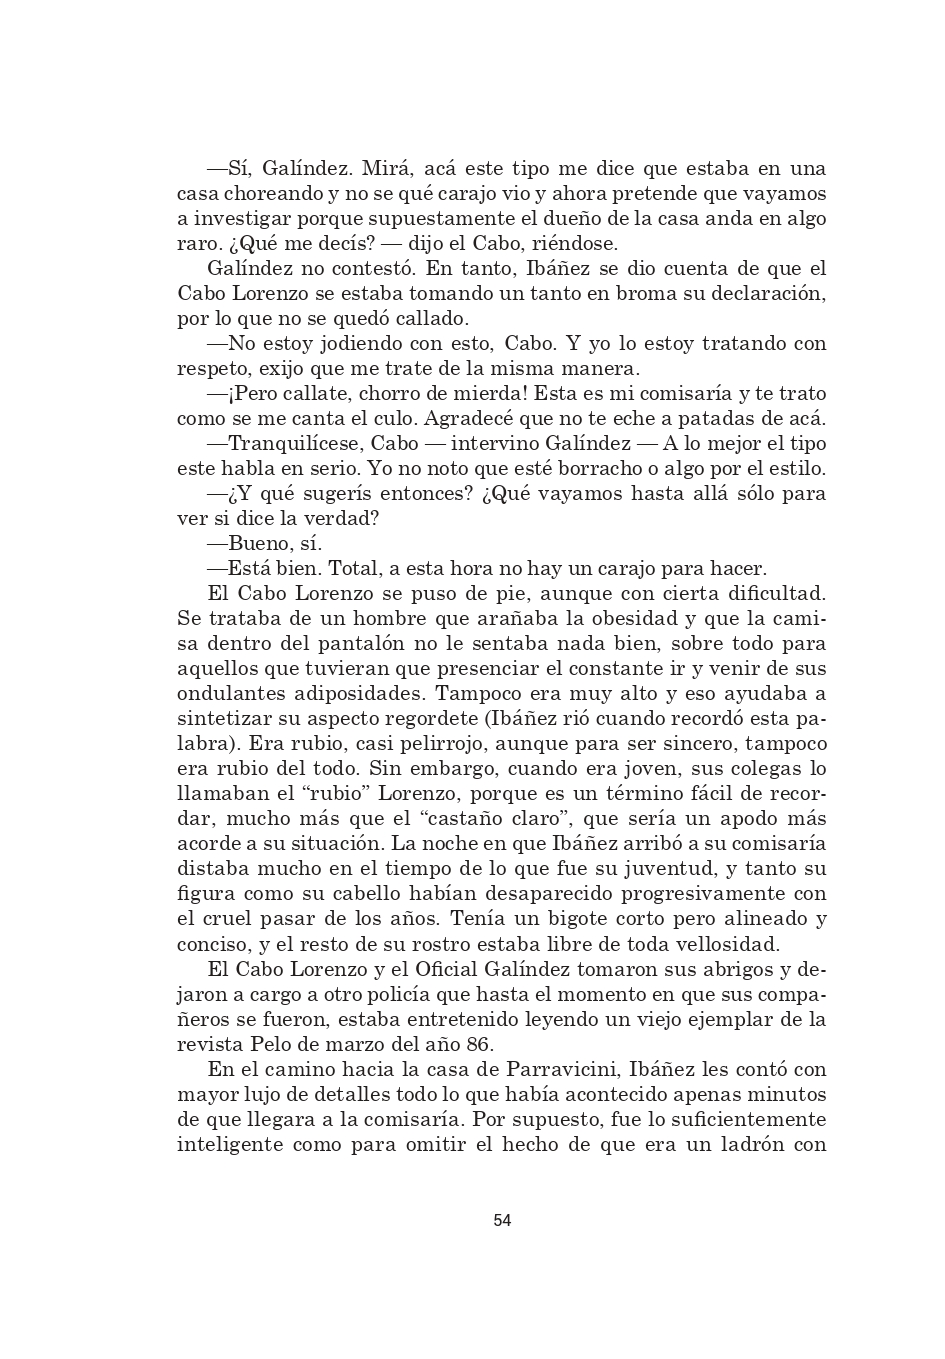 —Sí, Galíndez. Mirá, acá este tipo me dice que estaba en una
casa choreando y no se qué carajo vio y ahora pretende que vayamos
a investigar porque supuestamente el dueño de la casa anda en algo
raro. ¿Qué me decís? — dijo el Cabo, riéndose.
Galíndez no contestó. En tanto, Ibáñez se dio cuenta de que el
Cabo Lorenzo se estaba tomando un tanto en broma su declaración,
por lo que no se quedó callado.
—No estoy jodiendo con esto, Cabo. Y yo lo estoy tratando con
respeto, exijo que me trate de la misma manera.
—¡Pero callate, chorro de mierda! Esta es mi comisaría y te trato
como se me canta el culo. Agradecé que no te eche a patadas de acá.
—Tranquilícese, Cabo — intervino Galíndez — A lo mejor el tipo
este habla en serio. Yo no noto que esté borracho o algo por el estilo.
—¿Y qué sugerís entonces? ¿Qué vayamos hasta allá sólo para
ver si dice la verdad?
—Bueno, sí.
—Está bien. Total, a esta hora no hay un carajo para hacer.
El Cabo Lorenzo se puso de pie, aunque con cierta dificultad.
Se trataba de un hombre que arañaba la obesidad y que la cami-
sa dentro del pantalón no le sentaba nada bien, sobre todo para
aquellos que tuvieran que presenciar el constante ir y venir de sus
ondulantes adiposidades. Tampoco era muy alto y eso ayudaba a
sintetizar su aspecto regordete (Ibáñez rió cuando recordó esta pa-
labra). Era rubio, casi pelirrojo, aunque para ser sincero, tampoco
era rubio del todo. Sin embargo, cuando era joven, sus colegas lo
llamaban el “rubio” Lorenzo, porque es un término fácil de recor-
dar, mucho más que el “castaño claro”, que sería un apodo más
acorde a su situación. La noche en que Ibáñez arribó a su comisaría
distaba mucho en el tiempo de lo que fue su juventud, y tanto su
figura como su cabello habían desaparecido progresivamente con
el cruel pasar de los años. Tenía un bigote corto pero alineado y
conciso, y el resto de su rostro estaba libre de toda vellosidad.
El Cabo Lorenzo y el Oficial Galíndez tomaron sus abrigos y de-
jaron a cargo a otro policía que hasta el momento en que sus compa-
ñeros se fueron, estaba entretenido leyendo un viejo ejemplar de la
revista Pelo de marzo del año 86.
En el camino hacia la casa de Parravicini, Ibáñez les contó con
mayor lujo de detalles todo lo que había acontecido apenas minutos
de que llegara a la comisaría. Por supuesto, fue lo suficientemente
inteligente como para omitir el hecho de que era un ladrón con
54